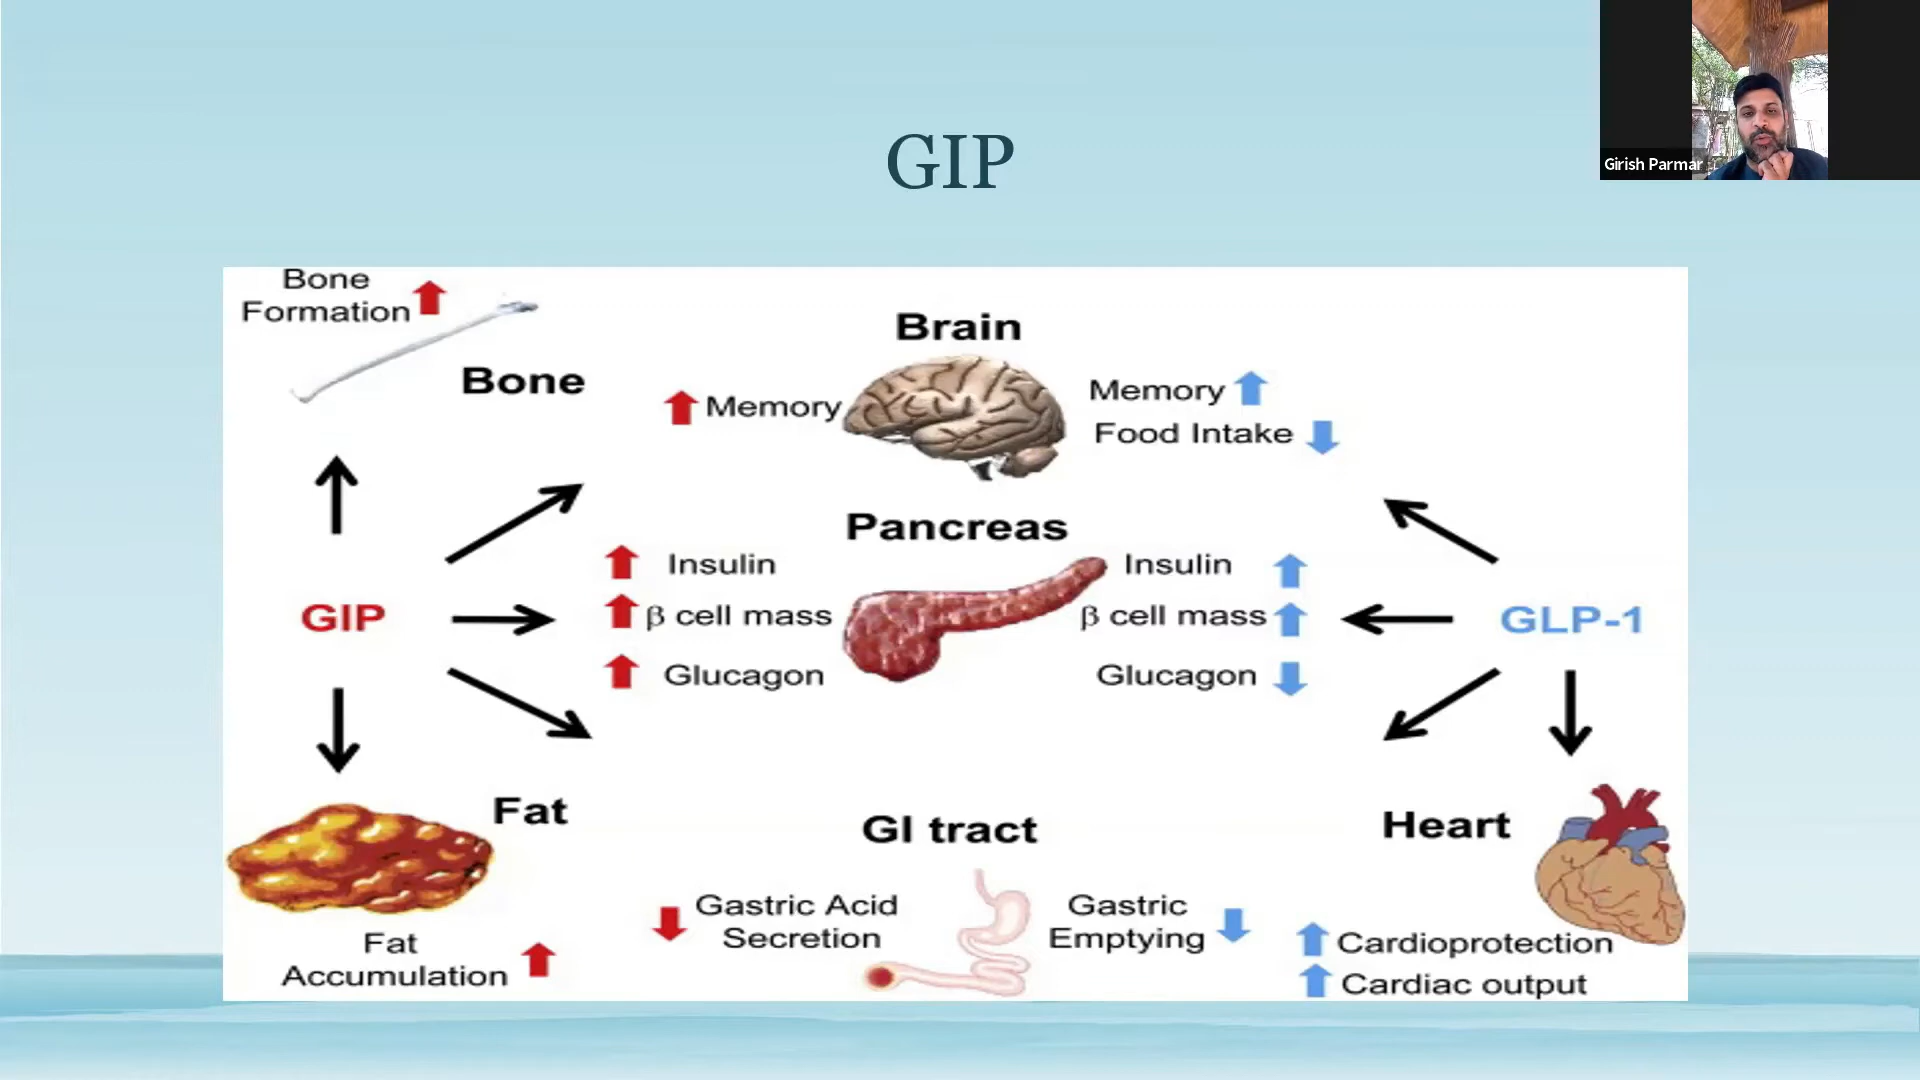 GIP
Girish Parmar
Bone
Formation
Bone
Brain
Memory
Memory
Food Intake
Pancreas
Insulin
Insulin
GIP
β cell mass
β cell mass
GLP-1
Glucagon
Glucagon
Fat
GI tract
Heart
Gastric Acid
Secretion
Gastric
Emptying
Fat
Accumulation
Cardioprotection
Cardiac output